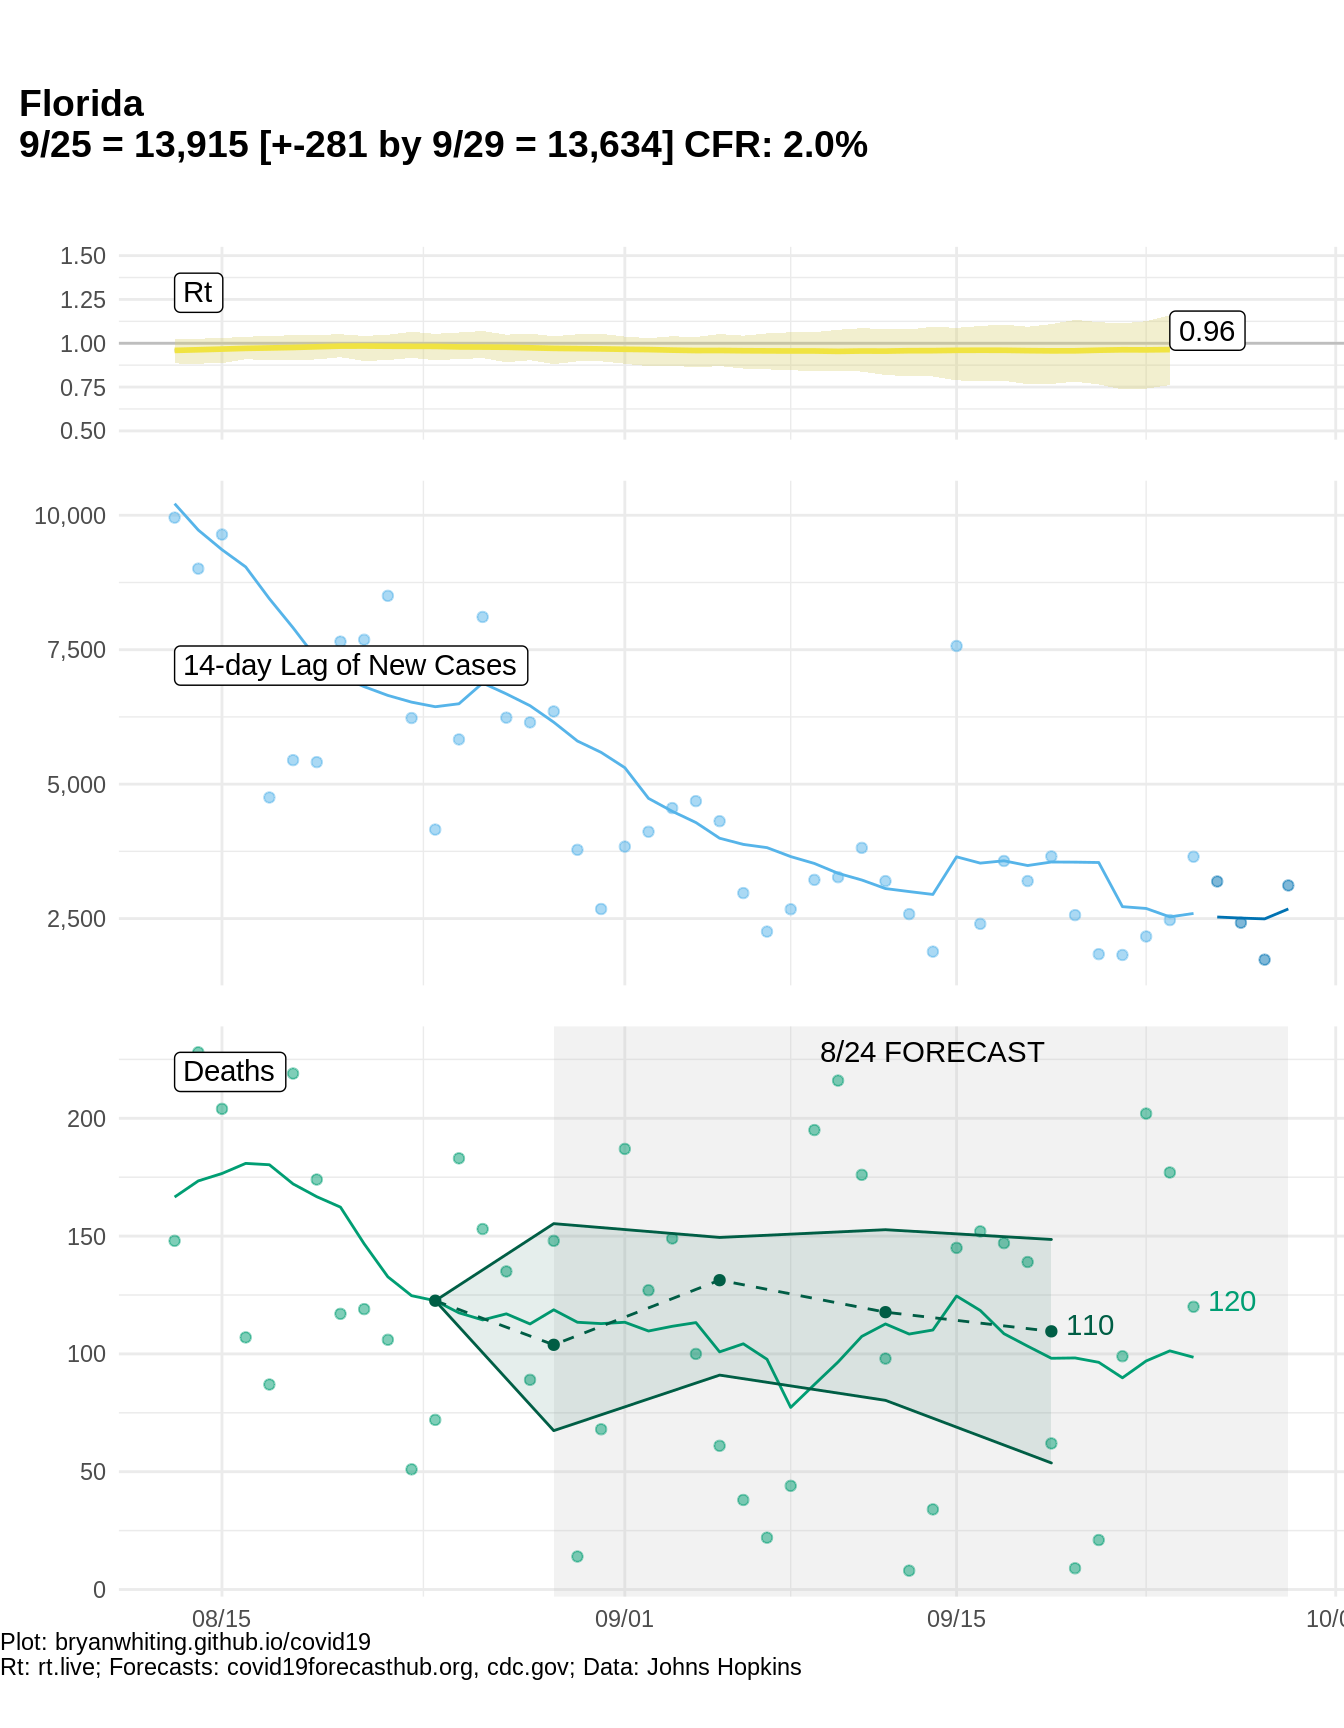 Florida
9/25 = 13,915 [+-281 by 9/29 = 13,634] CFR: 2.0%
1.50
Rt
1.25
0.96
1.00
0.75
0.50
10,000
7,500
14-day Lag of New Cases
5,000
2,500
8/24 FORECAST
Deaths
200
150
120
110
100
50
0
08/15
09/01
09/15
10/0
Plot: bryanwhiting.github.io/covid19
Rt: rt.live; Forecasts: covid19forecasthub.org, cdc.gov; Data: Johns Hopkins